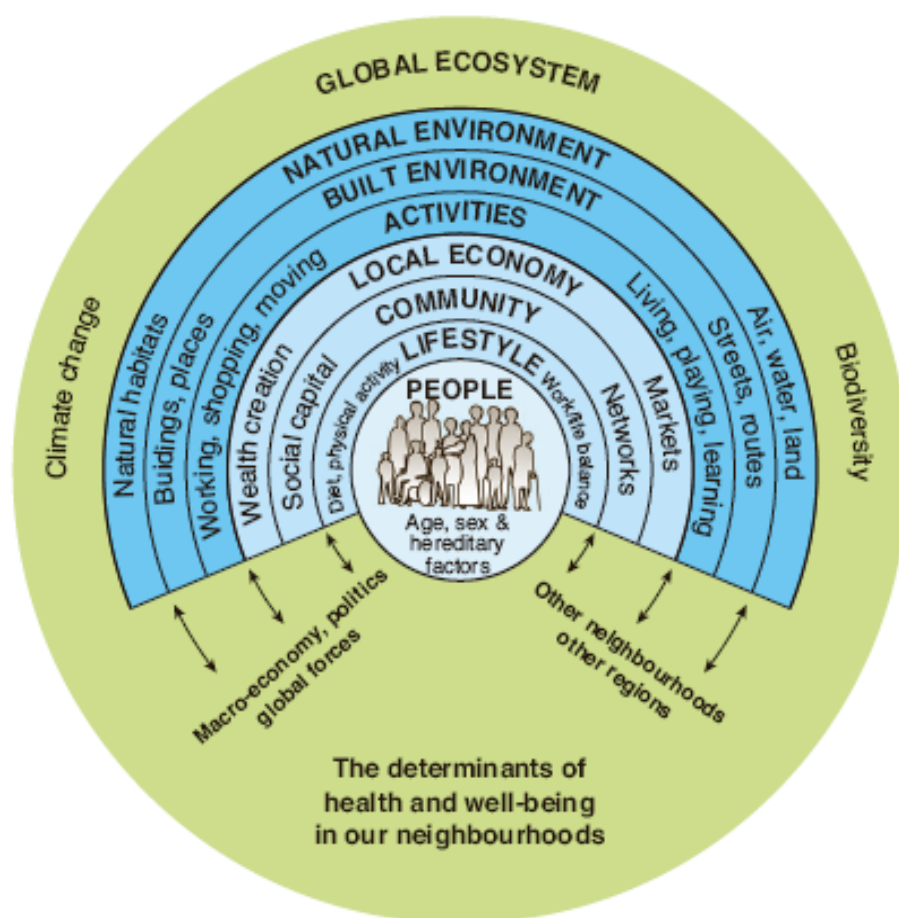 GLOBAL ECOSYSTEM
NATURAL ENVIRONMENT
BUILT ENVIRONMENT
ACTIVITIES
LOCAL ECONOMY
COMMUNITY
LIFESTYLE
PEOPLE
Age, sex &
hereditary
factors
Climate change
Natural habitats
Buidings, places
Working, shopping, moving
Wealth creation
Social capital
Diet, physical activity
Work/life balance
Networks
Markets
Living, playing, learning
Streets, routes
Air, water, land
Biodiversity
Macro-economy, politics
global forces
Other neighbourhoods
other regions
The determinants of
health and well-being
in our neighbourhoods